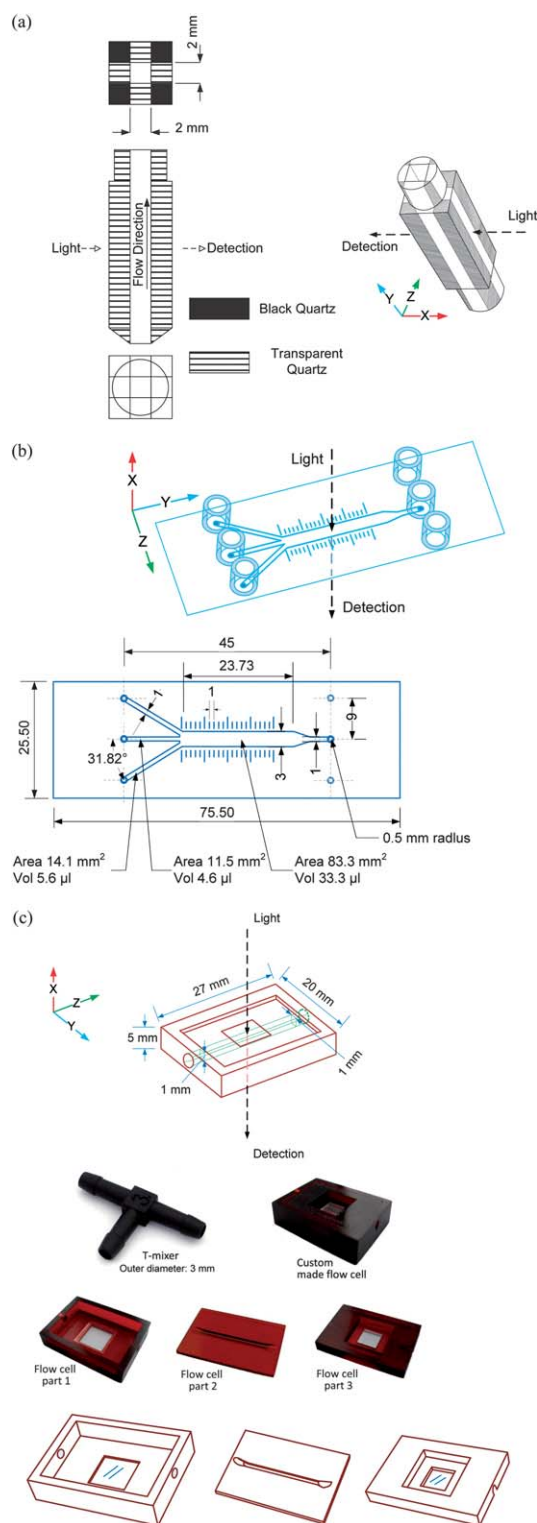 (a)
2 mm
2 mm
Light
Flow Direction
Detection
Black Quartz
Transparent
Quartz
Light
Detection
Y
Z
X
(b)
X
Y
Z
Light
Detection
45
23.73
1
1
25.50
31.82°
3
1
9
75.50
0.5 mm radius
Area 14.1 mm²
Vol 5.6 µl
Area 11.5 mm²
Vol 4.6 µl
Area 83.3 mm²
Vol 33.3 µl
(c)
Light
X
Z
Y
27 mm
20 mm
5 mm
1 mm
1 mm
Detection
3
T-mixer
Outer diameter: 3 mm
Custom
made flow cell
Flow cell
part 1
Flow cell
part 2
Flow cell
part 3